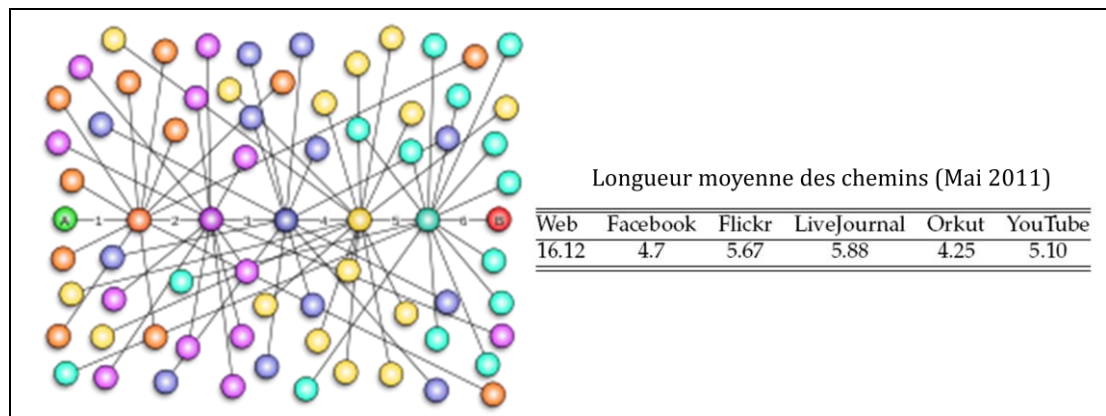 A 1 2 3 4 5 6 B
Longueur moyenne des chemins (Mai 2011)
Web Facebook Flickr LiveJournal Orkut YouTube
16.12 4.7 5.67 5.88 4.25 5.10